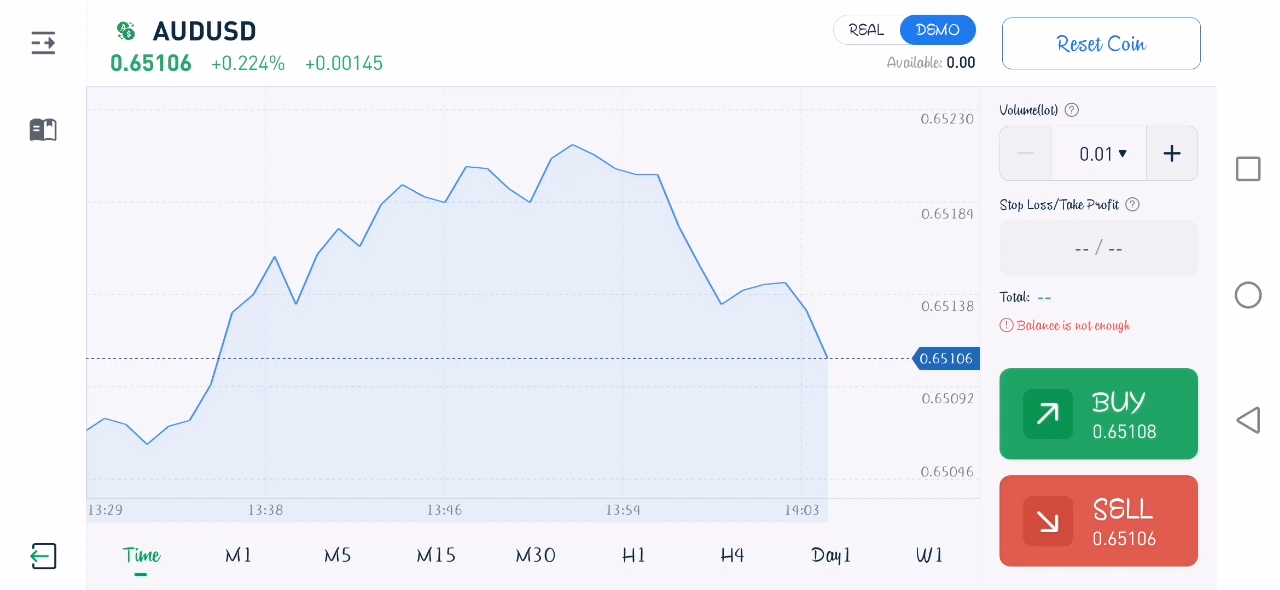 AUDUSD
0.65106 +0.224% +0.00145
REAL DEMO
Available: 0.00
Reset Coin
0.65230
0.65184
0.65138
0.65106
0.65092
0.65046
13:29 13:38 13:46 13:54 14:03
Time M1 M5 M15 M30 H1 H4 Day1 W1
Volume(lot) ?
− 0.01 ▾ +
Stop Loss/Take Profit ?
-- / --
Total: --
! Balance is not enough
BUY
0.65108
SELL
0.65106